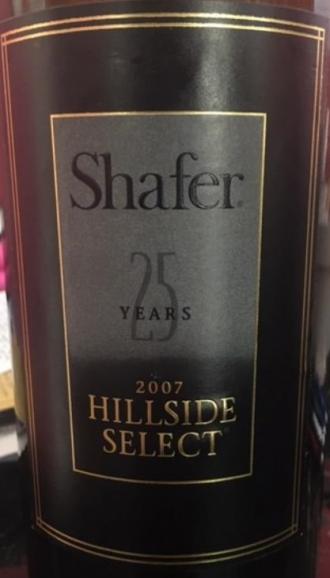 Shafer
25
YEARS
2007
HILLSIDE
SELECT